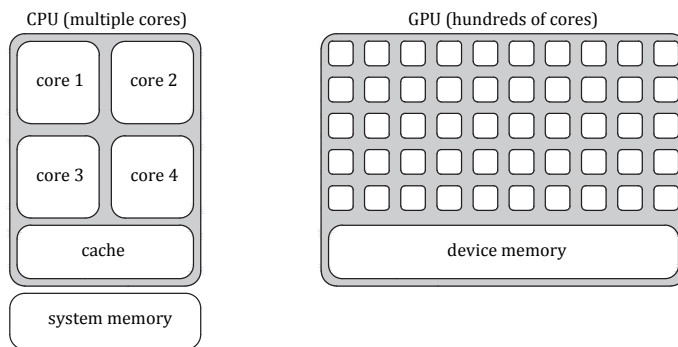 CPU (multiple cores)
core 1
core 2
core 3
core 4
cache
system memory
GPU (hundreds of cores)
device memory